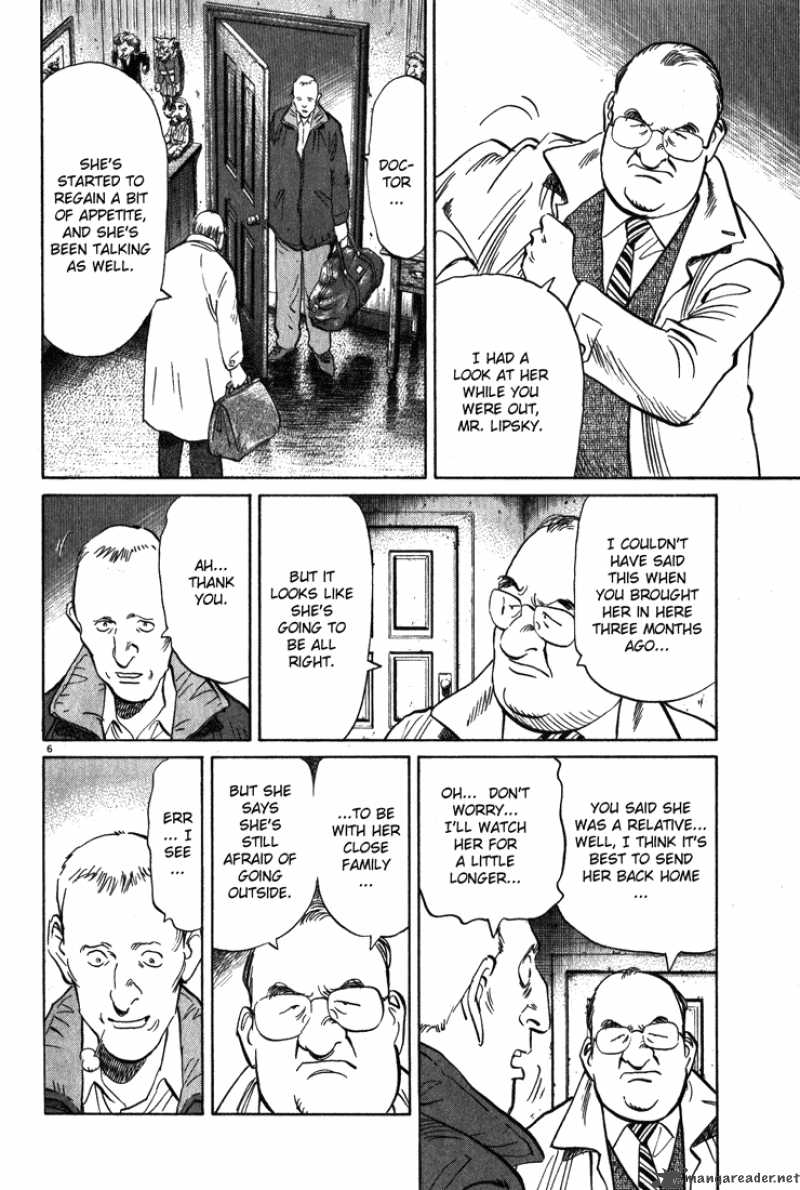 I HAD A
LOOK AT HER
WHILE YOU
WERE OUT,
MR. LIPSKY.
DOC-
TOR
...
SHE'S
STARTED TO
REGAIN A BIT
OF APPETITE,
AND SHE'S
BEEN TALKING
AS WELL.
I COULDN'T
HAVE SAID
THIS WHEN
YOU BROUGHT
HER IN HERE
THREE MONTHS
AGO...
BUT IT
LOOKS LIKE
SHE'S
GOING TO
BE ALL
RIGHT.
AH...
THANK
YOU.
6
YOU SAID SHE
WAS A RELATIVE...
WELL, I THINK IT'S
BEST TO SEND
HER BACK HOME
...
OH... DON'T
WORRY...
I'LL WATCH
HER FOR
A LITTLE
LONGER...
...TO BE
WITH HER
CLOSE
FAMILY
...
BUT SHE
SAYS
SHE'S
STILL
AFRAID OF
GOING
OUTSIDE.
ERR
... I
SEE
...
mangareader.net